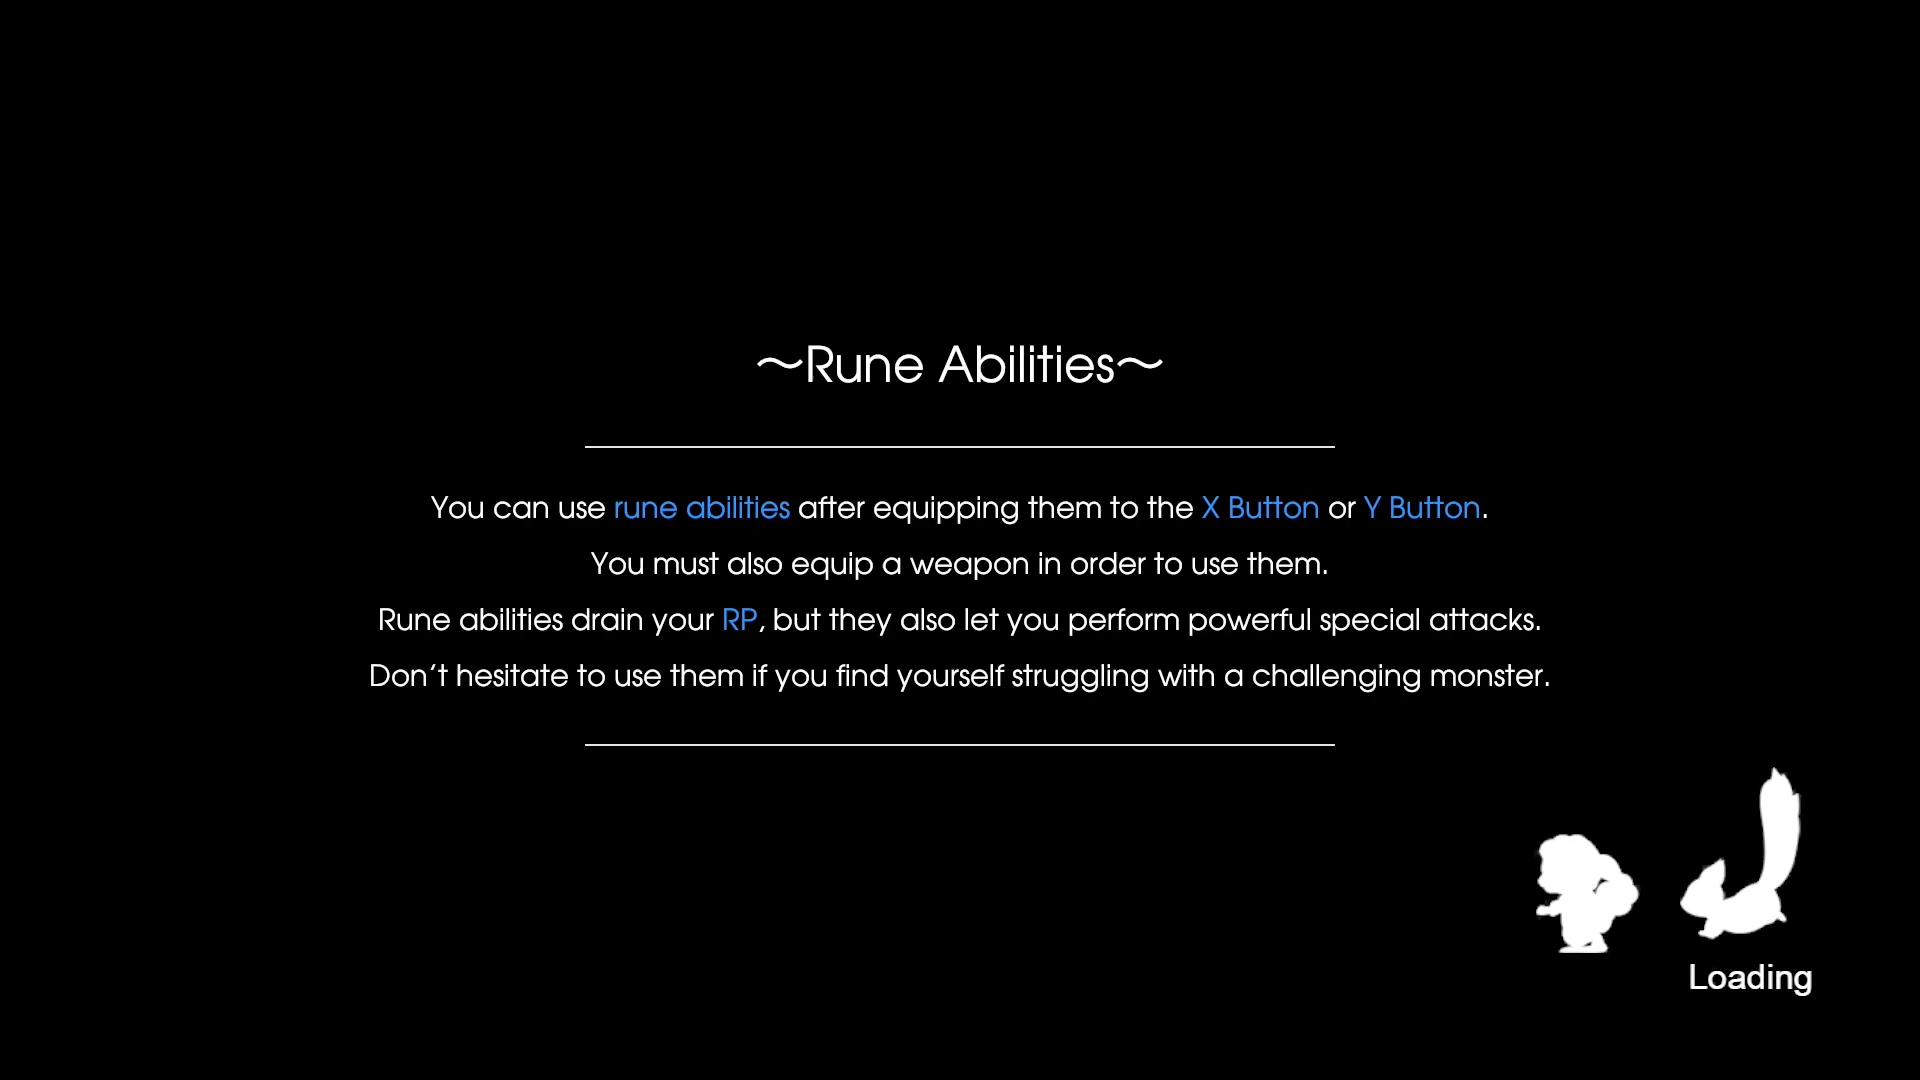 ～Rune Abilities～
You can use rune abilities after equipping them to the X Button or Y Button.
You must also equip a weapon in order to use them.
Rune abilities drain your RP, but they also let you perform powerful special attacks.
Don’t hesitate to use them if you find yourself struggling with a challenging monster.
Loading